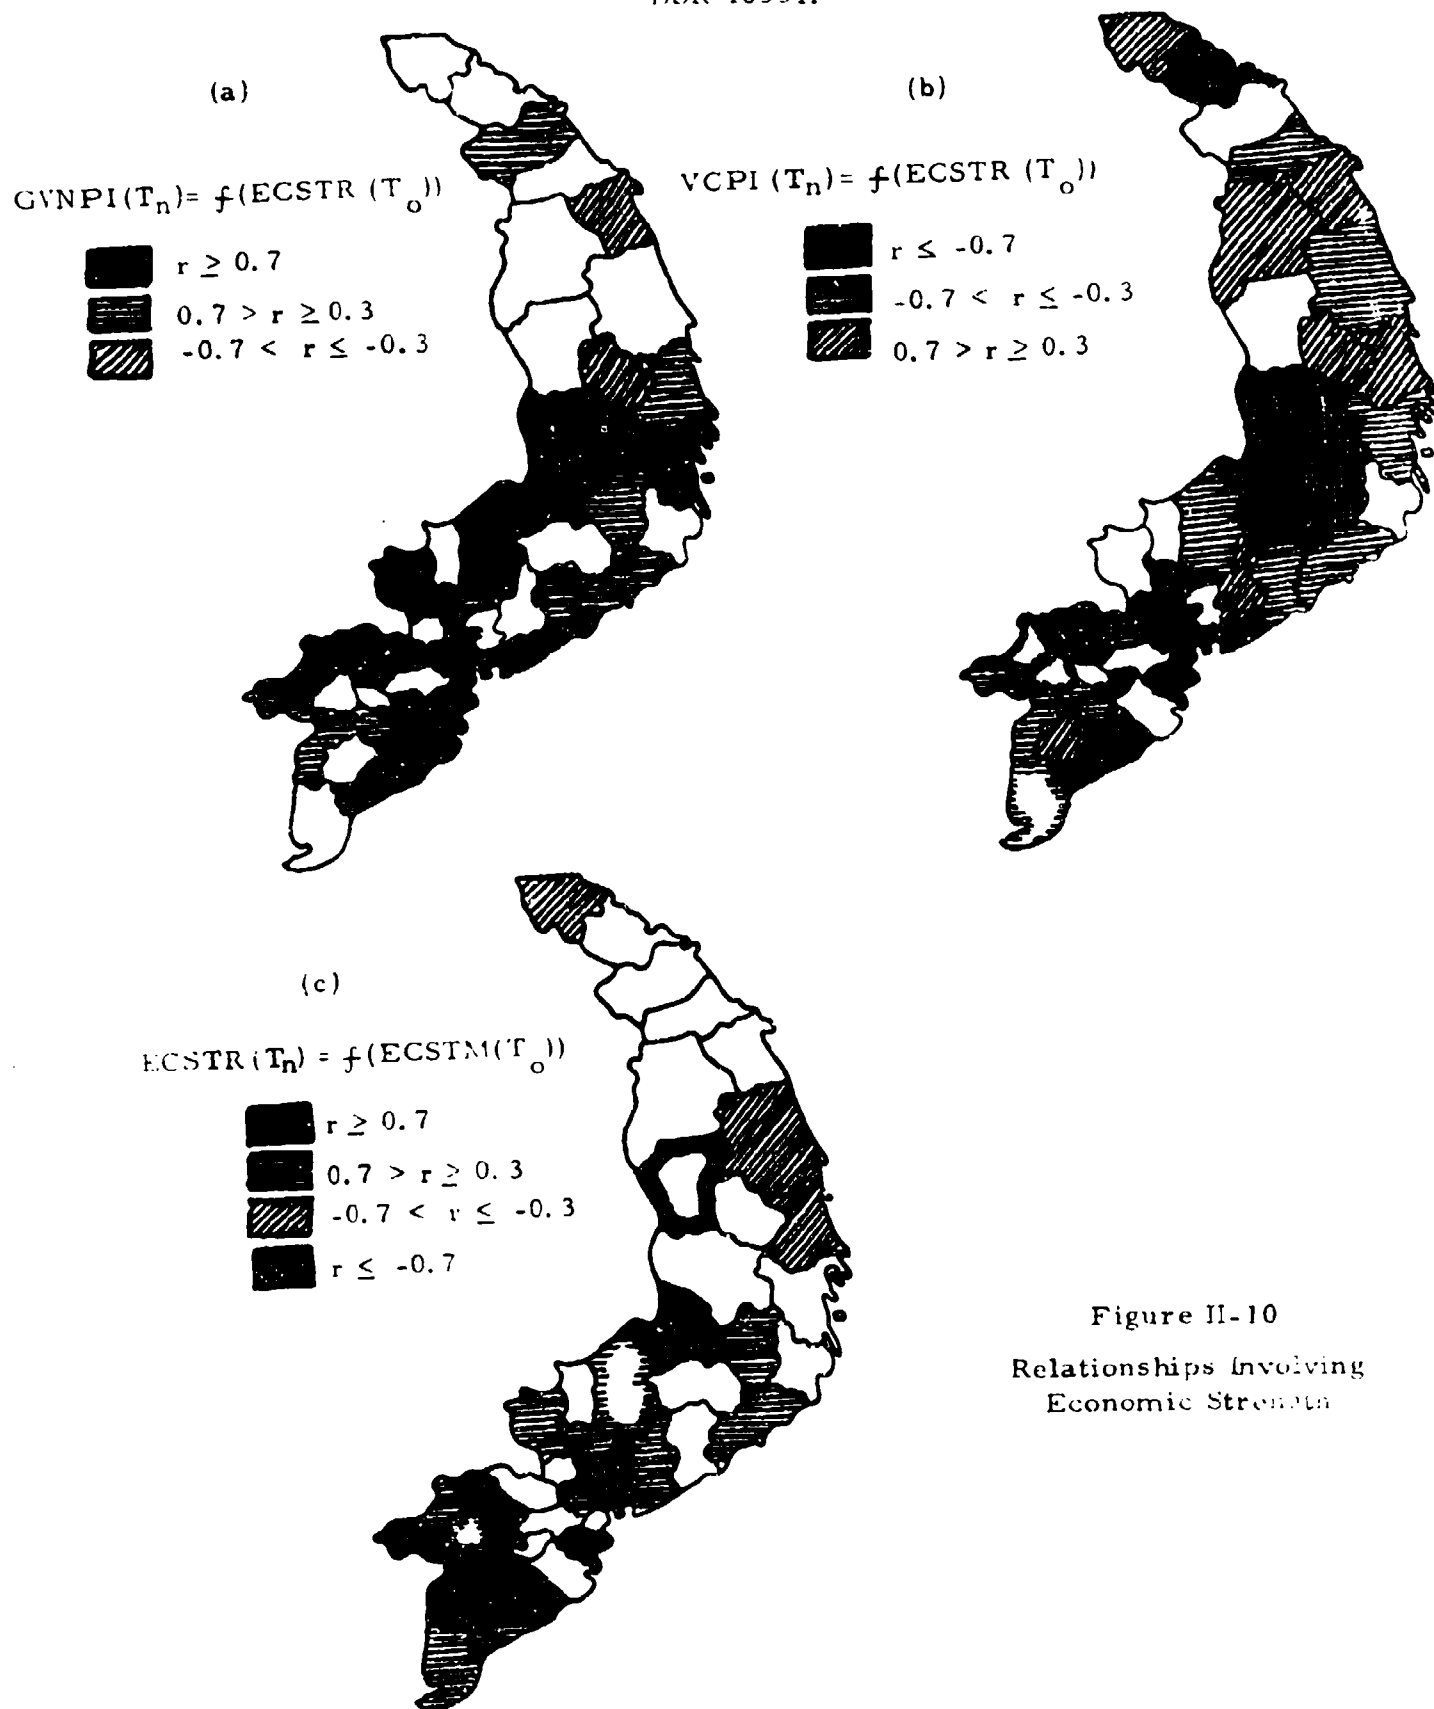 (a)
GVNPI(Tn)= f(ECSTR (To))
r ≥ 0.7
0.7 > r ≥ 0.3
-0.7 < r ≤ -0.3
(b)
VCPI (Tn)= f(ECSTR (To))
r ≤ -0.7
-0.7 < r ≤ -0.3
0.7 > r ≥ 0.3
(c)
ECSTR(Tn) = f(ECSTM(To))
r ≥ 0.7
0.7 > r ≥ 0.3
-0.7 < r ≤ -0.3
r ≤ -0.7
Figure II-10
Relationships Involving
Economic Strength